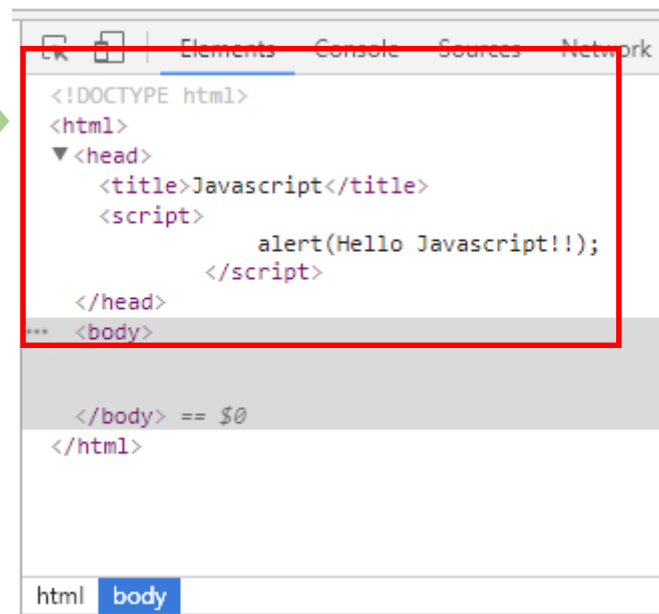 Elements Console Sources Network
<!DOCTYPE html>
<html>
▼<head>
<title>Javascript</title>
<script>
alert(Hello Javascript!!);
</script>
</head>
... <body>
</body> == $0
</html>
html body